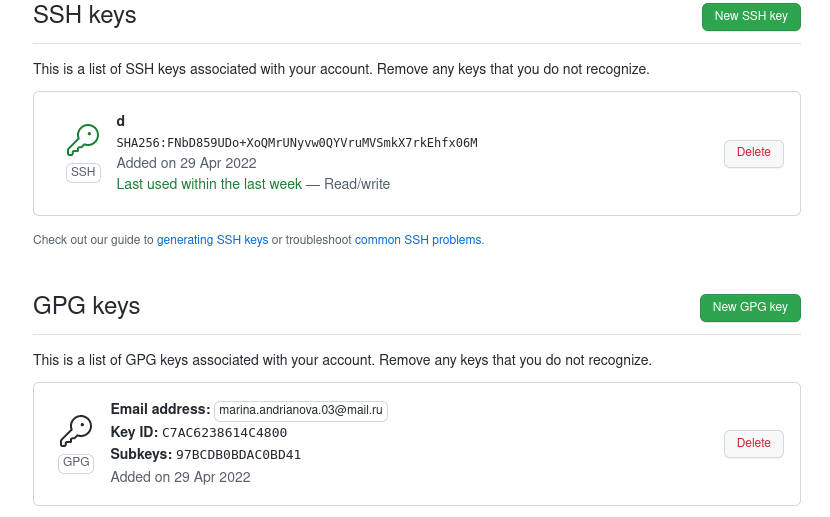 SSH keys
New SSH key
This is a list of SSH keys associated with your account. Remove any keys that you do not recognize.
d
SHA256:FNbD859UDo+XoQMrUNyvw0QYVruMVSmkX7rkEhfx06M
SSH
Added on 29 Apr 2022
Last used within the last week — Read/write
Delete
Check out our guide to generating SSH keys or troubleshoot common SSH problems.
GPG keys
New GPG key
This is a list of GPG keys associated with your account. Remove any keys that you do not recognize.
Email address: marina.andrianova.03@mail.ru
Key ID: C7AC6238614C4800
GPG
Subkeys: 97BCDB0BDAC0BD41
Added on 29 Apr 2022
Delete